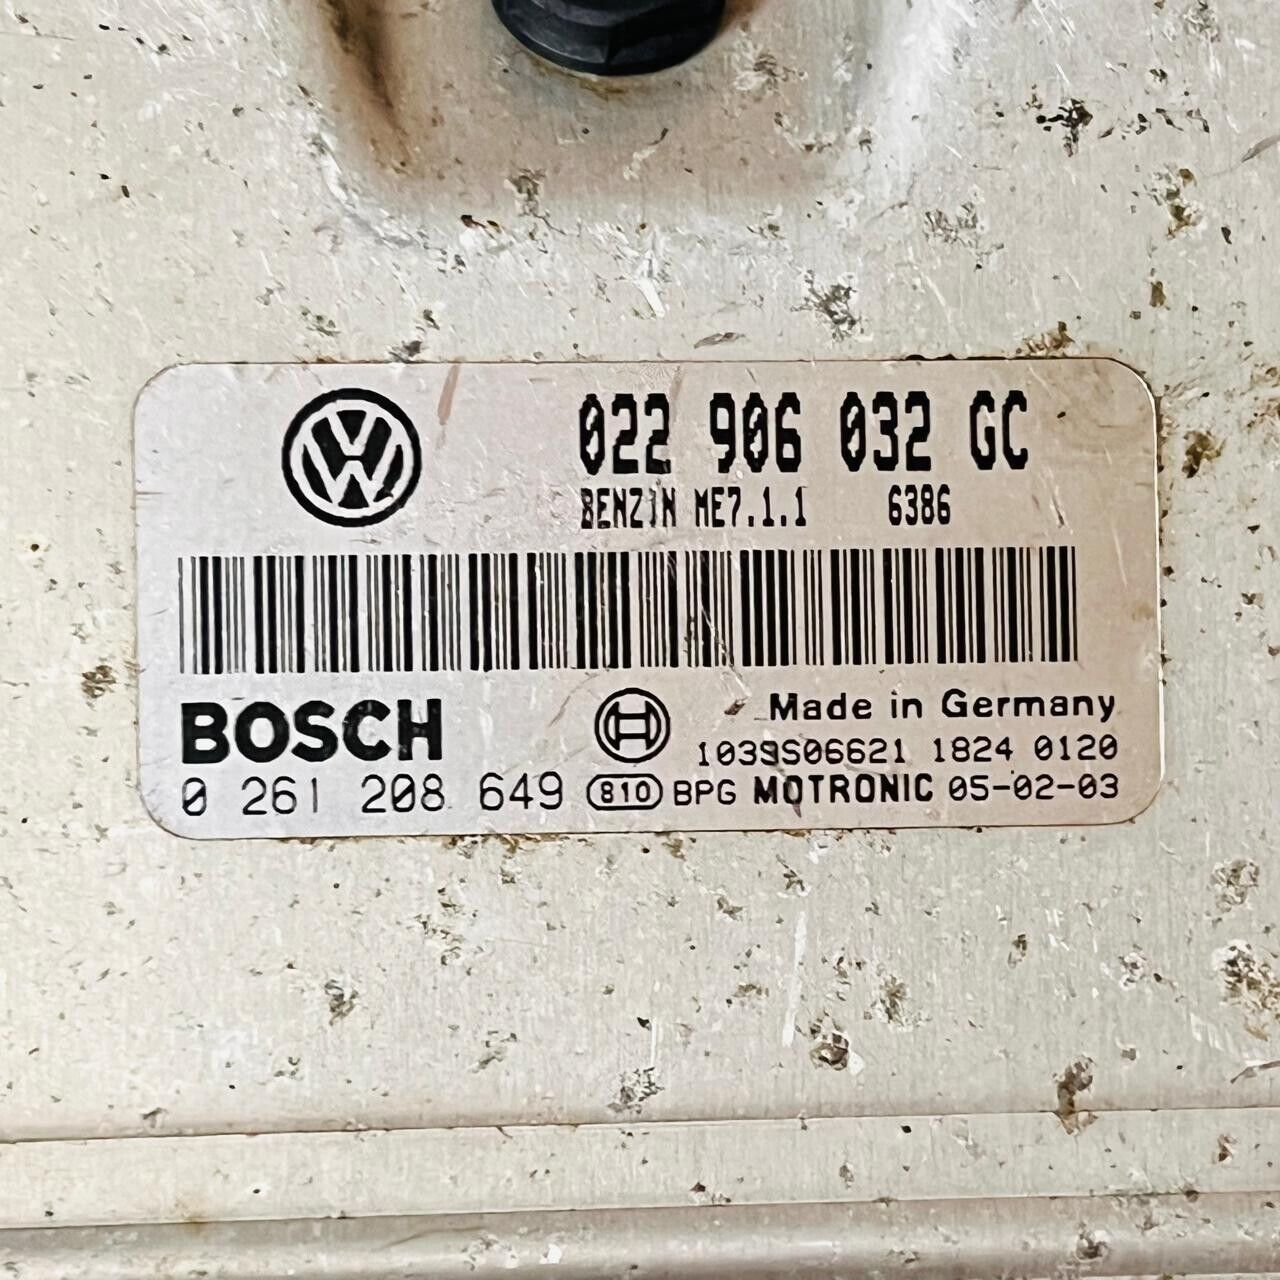 022 906 032 GC
BENZIN ME7.1.1 6386
BOSCH
Made in Germany
1039S06621 1824 0120
0 261 208 649 810 BPG MOTRONIC 05-02-03